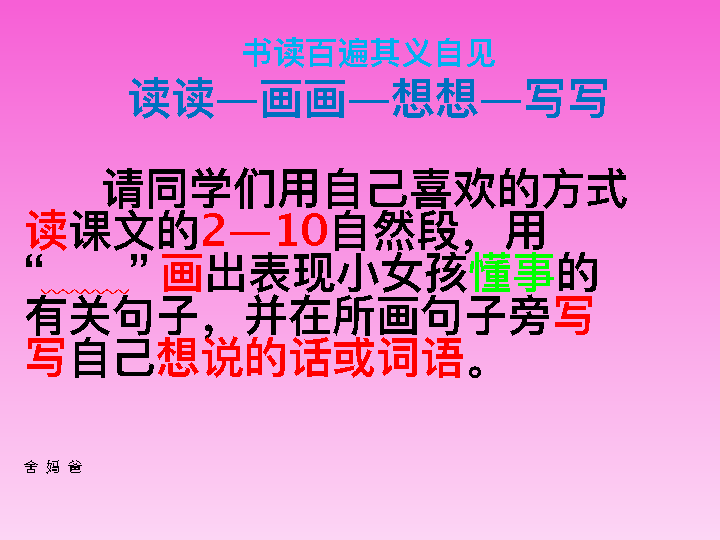 书读百遍其义自见
读读—画画—想想—写写
请同学们用自己喜欢的方式
读课文的2—10自然段，用
“﹏﹏﹏”画出表现小女孩懂事的
有关句子，并在所画句子旁写
写自己想说的话或词语。
舍 妈 爸